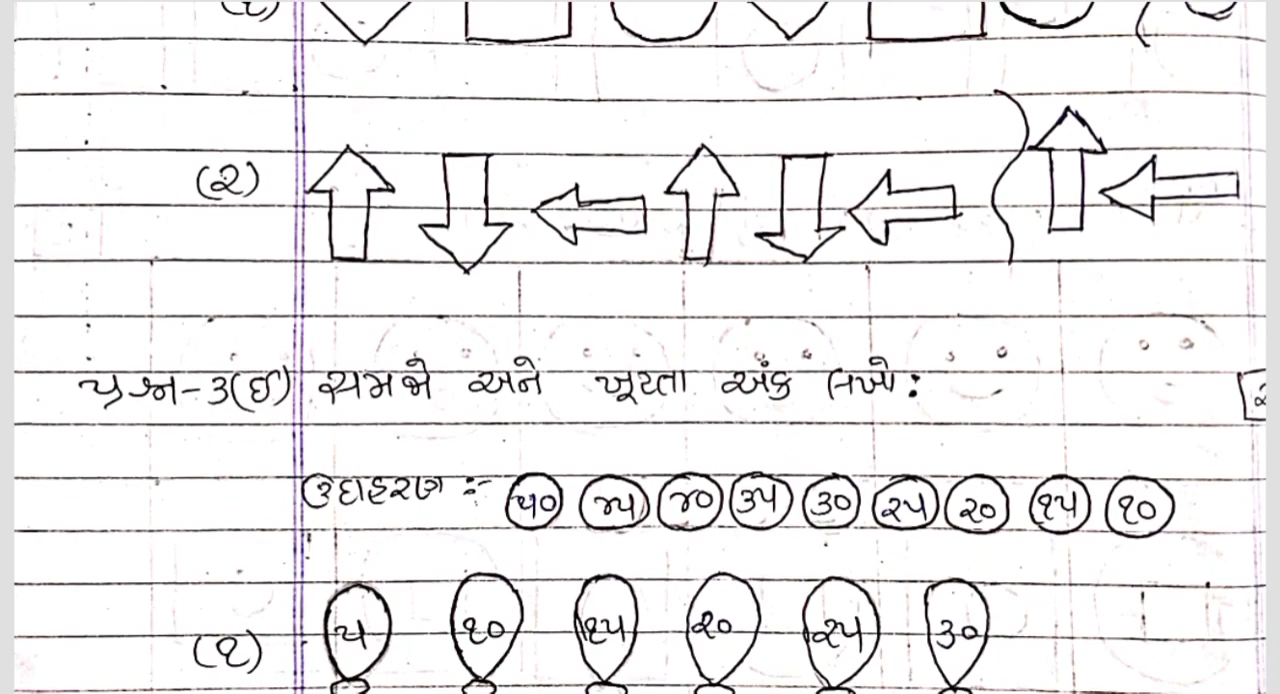 (૨)
પ્રશ્ન-૩(ઈ) સમજો અને ખૂટતા અંક લખો:
ઉદાહરણ :- ૫૦ ૪૫ ૪૦ ૩૫ ૩૦ ૨૫ ૨૦ ૧૫ ૧૦
(૧) ૫ ૧૦ ૧૫ ૨૦ ૨૫ ૩૦